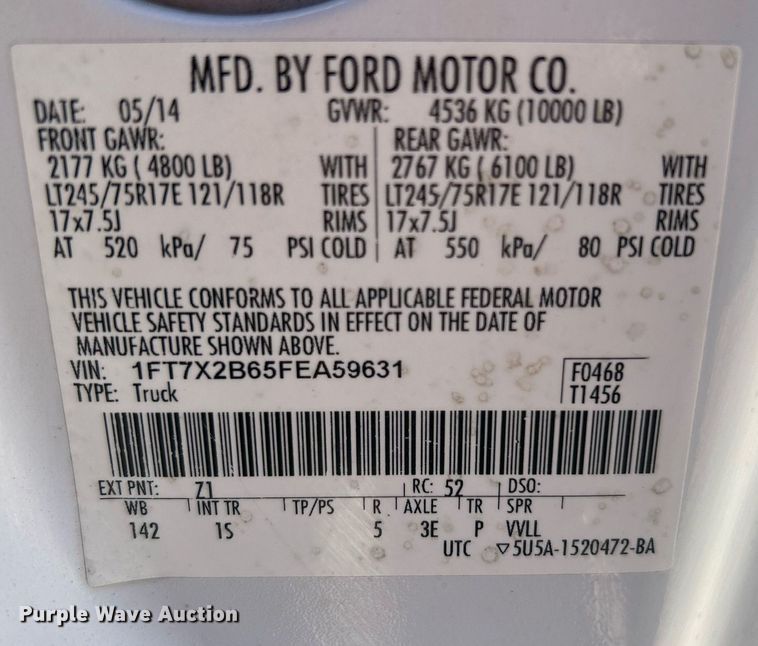 MFD. BY FORD MOTOR CO.
DATE: 05/14 GVWR: 4536 KG (10000 LB)
FRONT GAWR: REAR GAWR:
2177 KG ( 4800 LB) WITH 2767 KG ( 6100 LB) WITH
LT245/75R17E 121/118R TIRES LT245/75R17E 121/118R TIRES
17x7.5J RIMS 17x7.5J RIMS
AT 520 kPa/ 75 PSI COLD AT 550 kPa/ 80 PSI COLD
THIS VEHICLE CONFORMS TO ALL APPLICABLE FEDERAL MOTOR
VEHICLE SAFETY STANDARDS IN EFFECT ON THE DATE OF
MANUFACTURE SHOWN ABOVE.
VIN: 1FT7X2B65FEA59631 F0468
TYPE: Truck T1456
EXT PNT: Z1 RC: 52 DSO:
WB INT TR TP/PS R AXLE TR SPR
142 1S 5 3E P VVLL
UTC ▽5U5A-1520472-BA
Purple Wave Auction